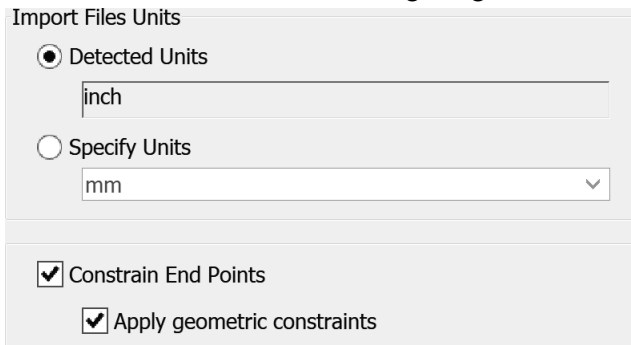 Import Files Units
Detected Units
inch
Specify Units
mm
Constrain End Points
Apply geometric constraints